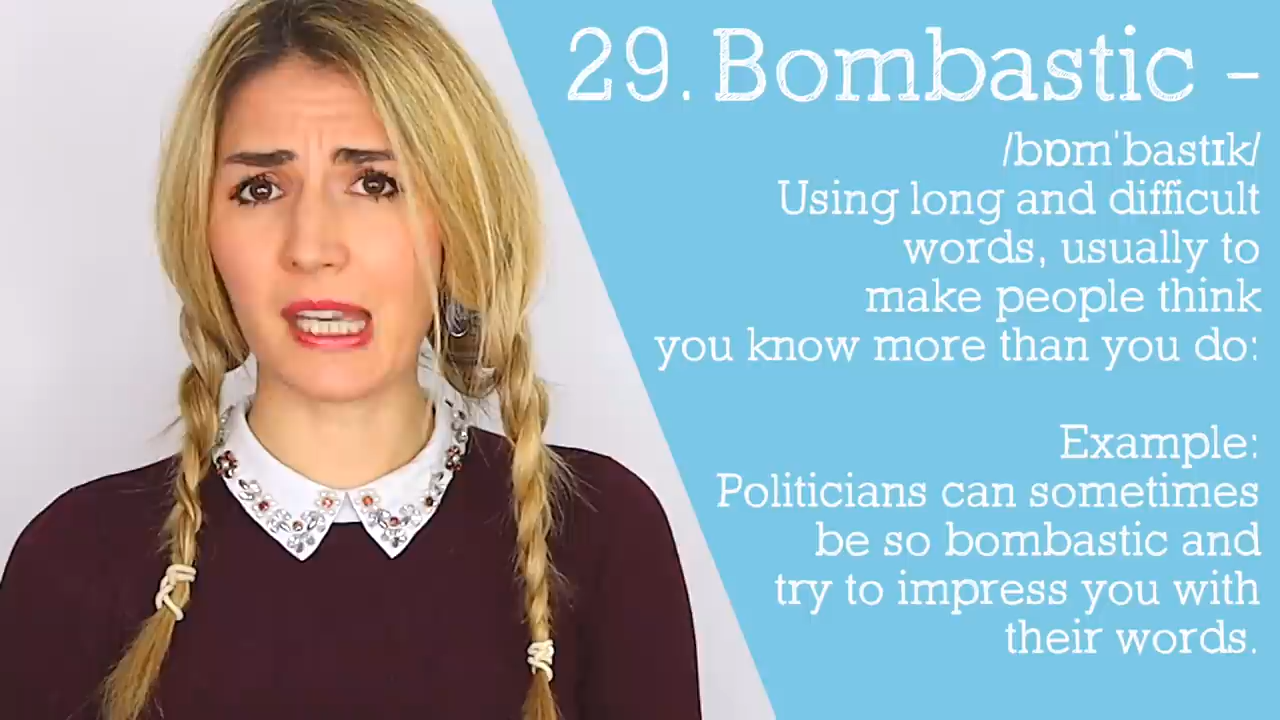 29. Bombastic –
/bɒmˈbastɪk/
Using long and difficult
words, usually to
make people think
you know more than you do:
Example:
Politicians can sometimes
be so bombastic and
try to impress you with
their words.